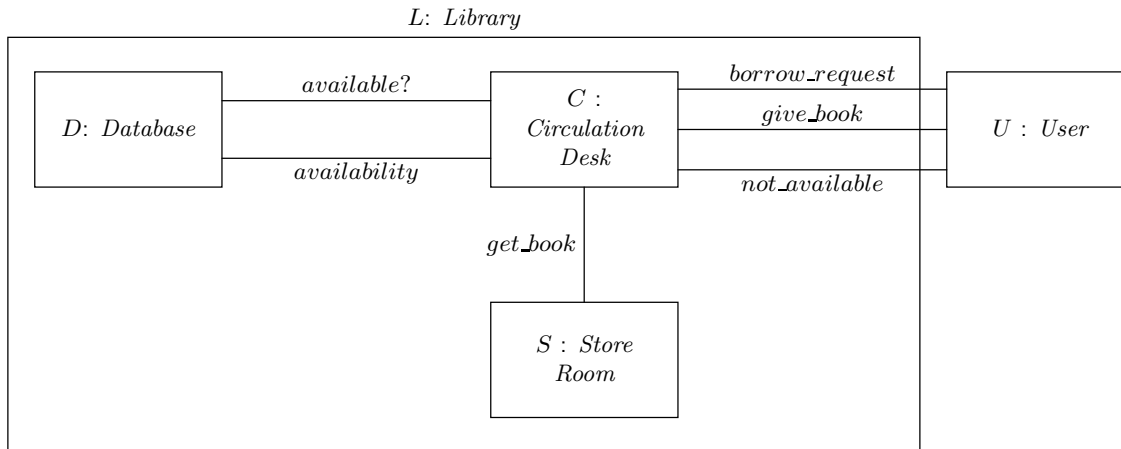 L: Library
available?
borrow_request
C :
give_book
D: Database
Circulation
U : User
Desk
availability
not_available
get_book
S : Store
Room